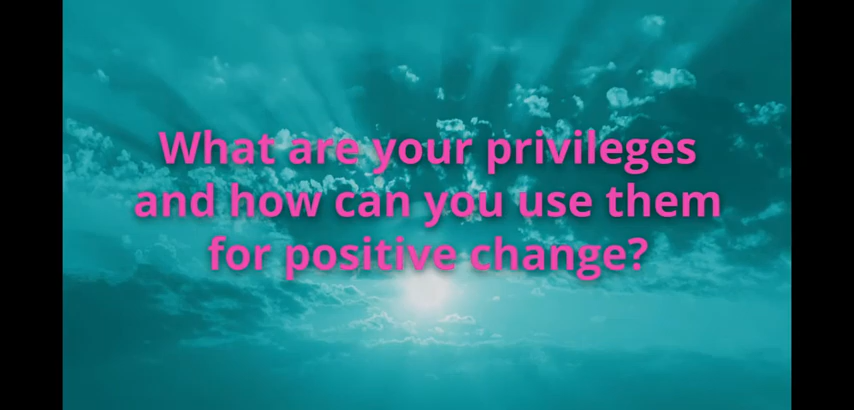 What are your privileges
and how can you use them
for positive change?